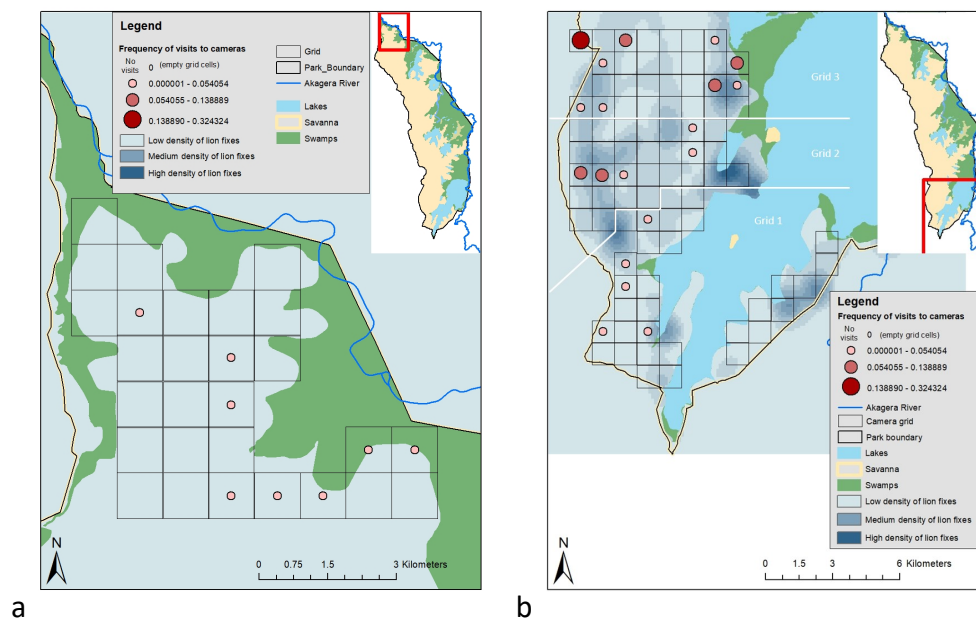 Legend
Frequency of visits to cameras
No
visits
0 (empty grid cells)
0.000001 - 0.054054
0.054055 - 0.138889
0.138890 - 0.324324
Low density of lion fixes
Medium density of lion fixes
High density of lion fixes
Grid
Park_Boundary
Akagera River
Lakes
Savanna
Swamps
N
0 0.75 1.5 3 Kilometers
a
Grid 3
Grid 2
Grid 1
Legend
Frequency of visits to cameras
No
visits
0 (empty grid cells)
0.000001 - 0.054054
0.054055 - 0.138889
0.138890 - 0.324324
Akagera River
Camera grid
Park boundary
Lakes
Savanna
Swamps
Low density of lion fixes
Medium density of lion fixes
High density of lion fixes
N
0 1.5 3 6 Kilometers
b